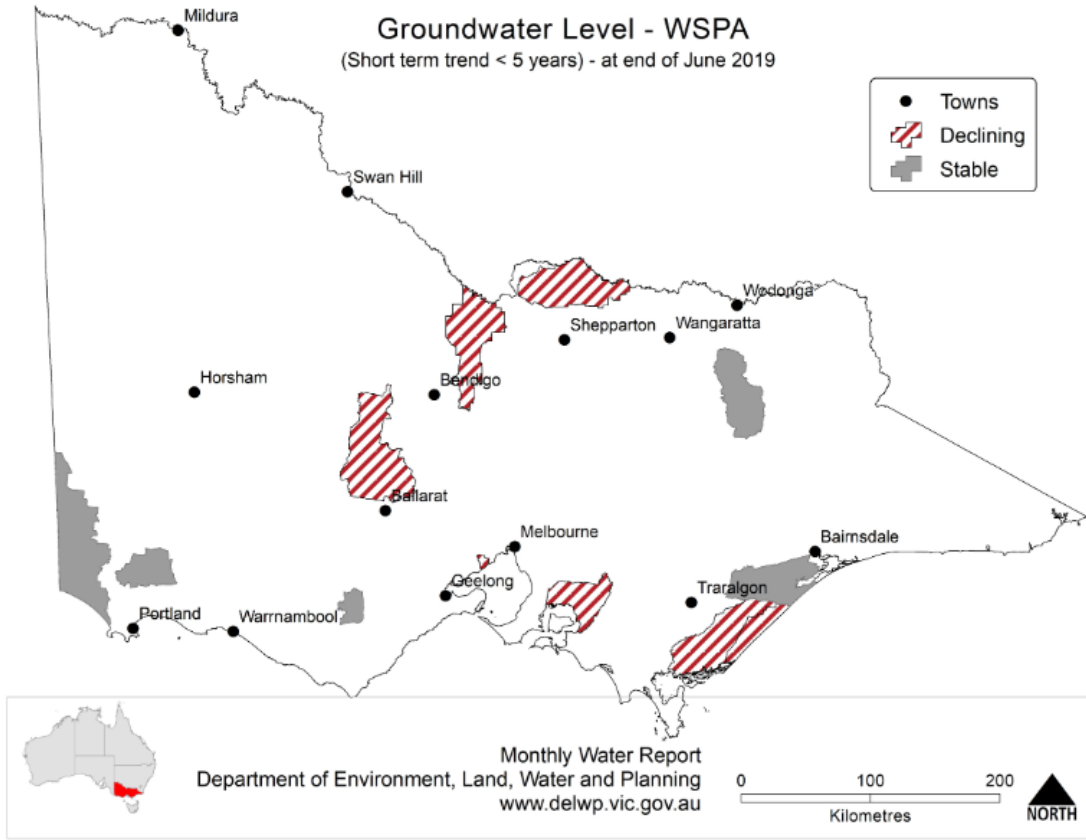 Groundwater Level - WSPA
(Short term trend < 5 years) - at end of June 2019
Towns
Declining
Stable
Mildura
Swan Hill
Wodonga
Shepparton
Wangaratta
Horsham
Bendigo
Ballarat
Melbourne
Bairnsdale
Geelong
Traralgon
Portland
Warrnambool
Monthly Water Report
Department of Environment, Land, Water and Planning
www.delwp.vic.gov.au
0 100 200
Kilometres
NORTH